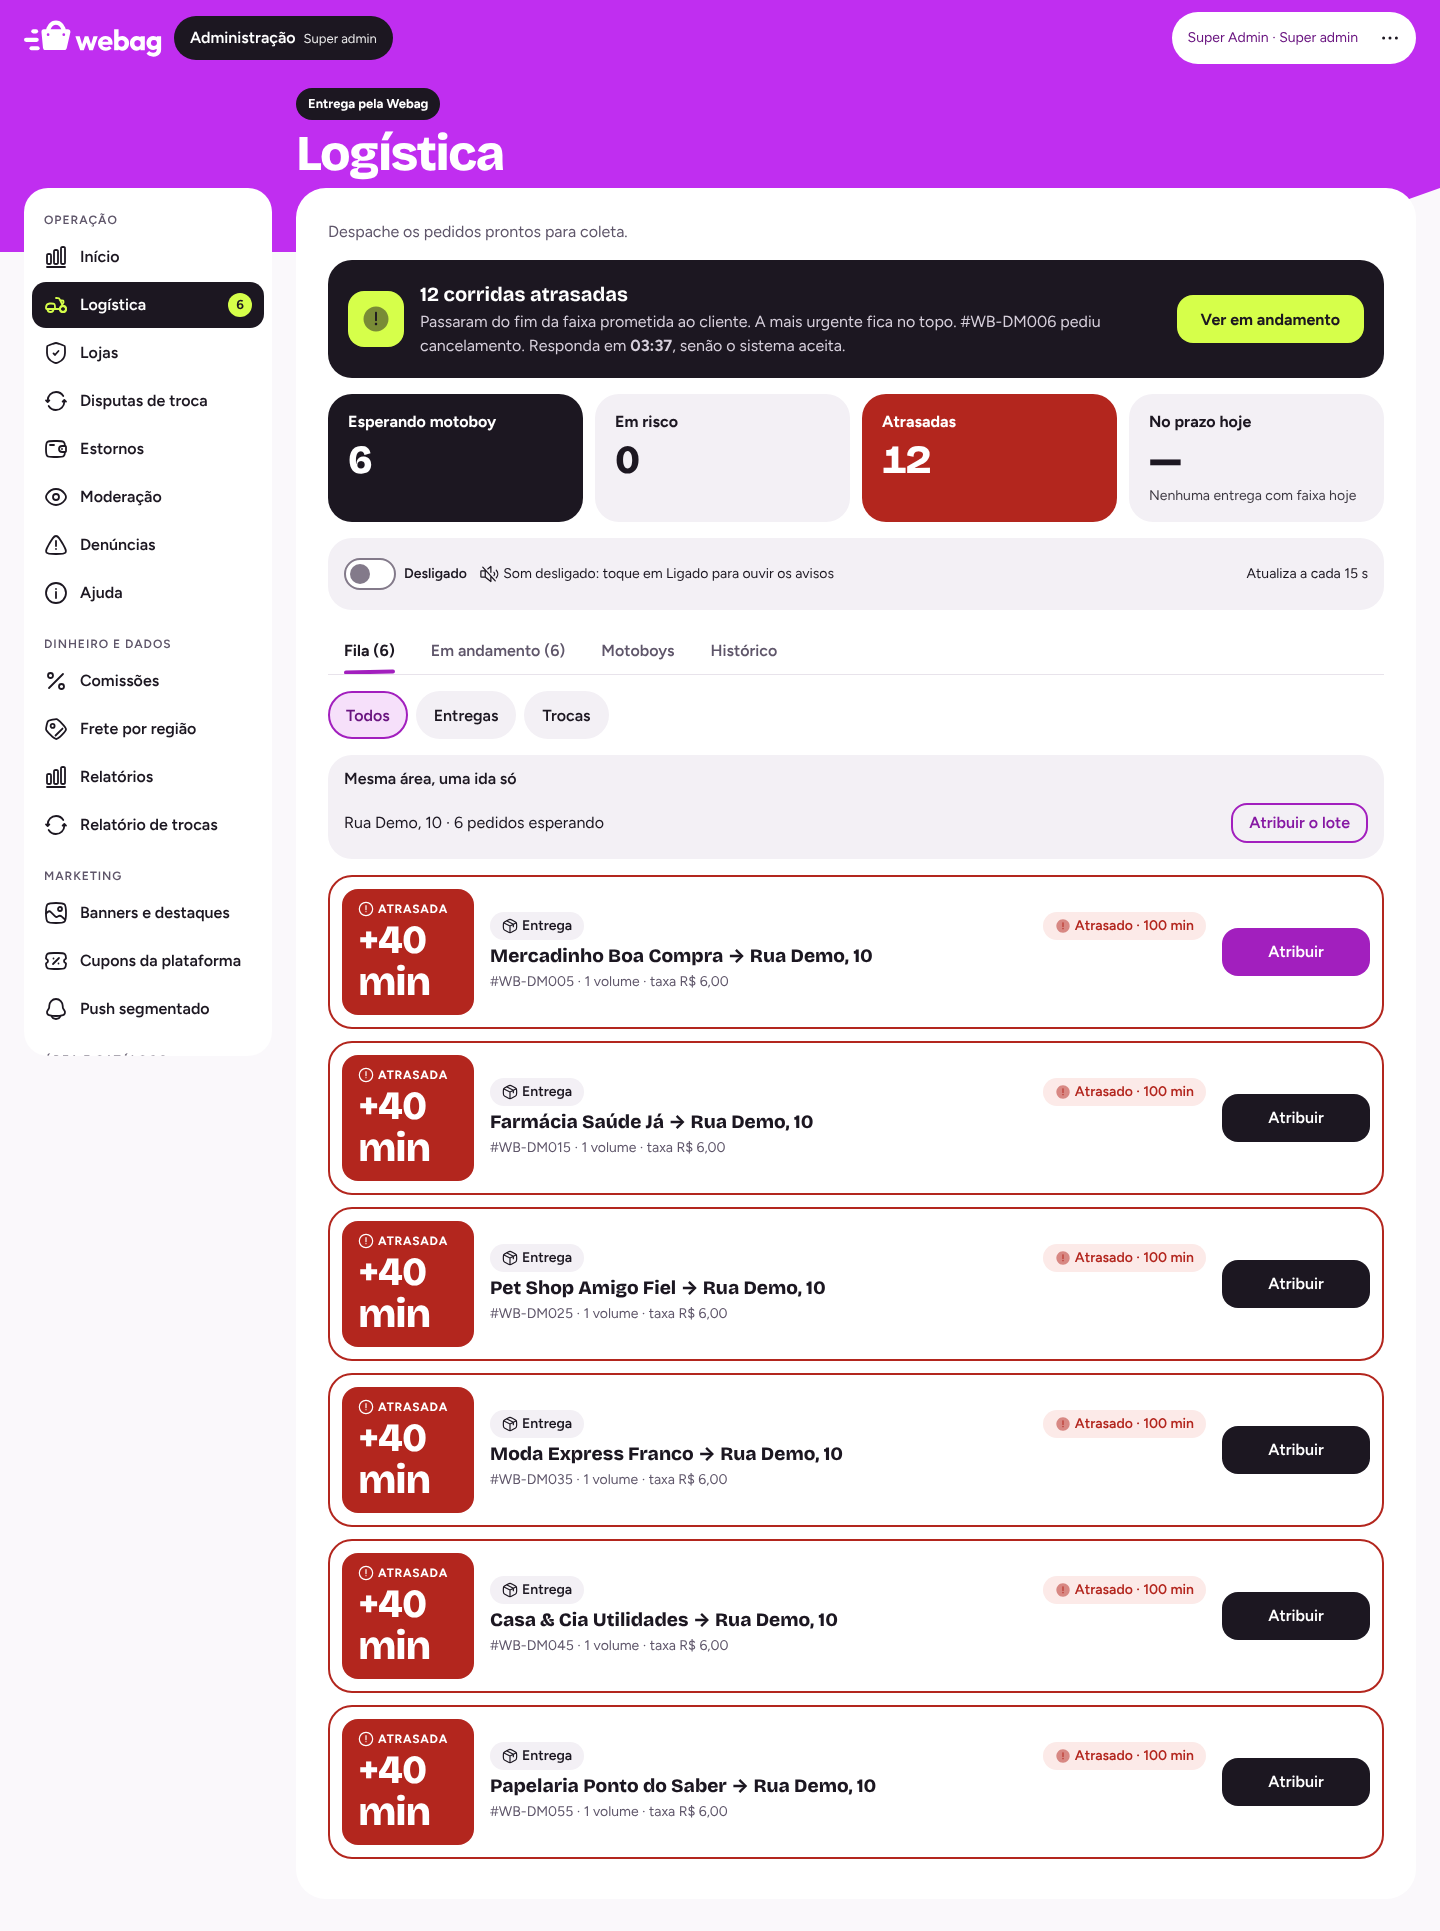 webag
Administração Super admin
Super Admin · Super admin
Entrega pela Webag
Logística
OPERAÇÃO
Início
Logística 6
Lojas
Disputas de troca
Estornos
Moderação
Denúncias
Ajuda
DINHEIRO E DADOS
Comissões
Frete por região
Relatórios
Relatório de trocas
MARKETING
Banners e destaques
Cupons da plataforma
Push segmentado
Despache os pedidos prontos para coleta.
12 corridas atrasadas
Passaram do fim da faixa prometida ao cliente. A mais urgente fica no topo. #WB-DM006 pediu
cancelamento. Responda em 03:37, senão o sistema aceita.
Ver em andamento
Esperando motoboy
6
Em risco
0
Atrasadas
12
No prazo hoje
—
Nenhuma entrega com faixa hoje
Desligado Som desligado: toque em Ligado para ouvir os avisos
Atualiza a cada 15 s
Fila (6) Em andamento (6) Motoboys Histórico
Todos Entregas Trocas
Mesma área, uma ida só
Rua Demo, 10 · 6 pedidos esperando
Atribuir o lote
ATRASADA
+40
min
Entrega
Atrasado · 100 min
Mercadinho Boa Compra → Rua Demo, 10
#WB-DM005 · 1 volume · taxa R$ 6,00
Atribuir
ATRASADA
+40
min
Entrega
Atrasado · 100 min
Farmácia Saúde Já → Rua Demo, 10
#WB-DM015 · 1 volume · taxa R$ 6,00
Atribuir
ATRASADA
+40
min
Entrega
Atrasado · 100 min
Pet Shop Amigo Fiel → Rua Demo, 10
#WB-DM025 · 1 volume · taxa R$ 6,00
Atribuir
ATRASADA
+40
min
Entrega
Atrasado · 100 min
Moda Express Franco → Rua Demo, 10
#WB-DM035 · 1 volume · taxa R$ 6,00
Atribuir
ATRASADA
+40
min
Entrega
Atrasado · 100 min
Casa & Cia Utilidades → Rua Demo, 10
#WB-DM045 · 1 volume · taxa R$ 6,00
Atribuir
ATRASADA
+40
min
Entrega
Atrasado · 100 min
Papelaria Ponto do Saber → Rua Demo, 10
#WB-DM055 · 1 volume · taxa R$ 6,00
Atribuir